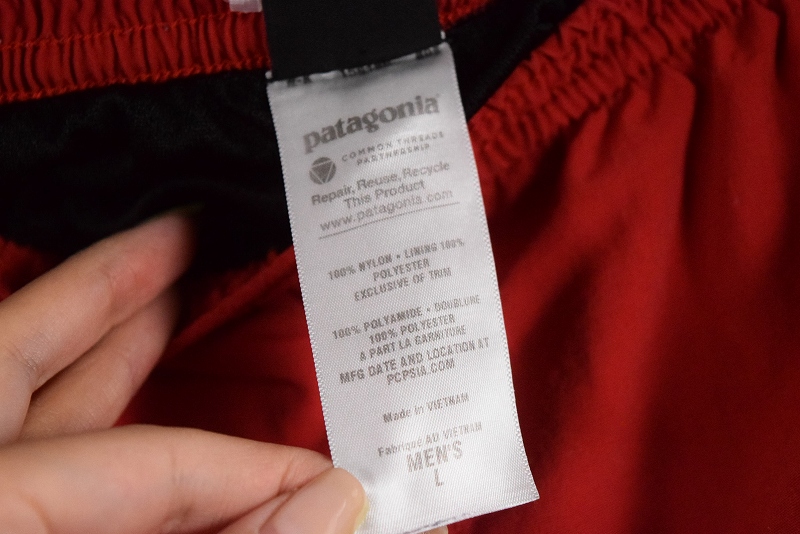 patagonia
COMMON THREADS
PARTNERSHIP
Repair, Reuse, Recycle
This Product
www.patagonia.com
100% NYLON • LINING 100%
POLYESTER
EXCLUSIVE OF TRIM
100% POLYAMIDE • DOUBLURE
100% POLYESTER
A PART LA GARNITURE
MFG DATE AND LOCATION AT
PCPSIA.COM
Made in VIETNAM
Fabriqué AU VIETNAM
MEN'S
L